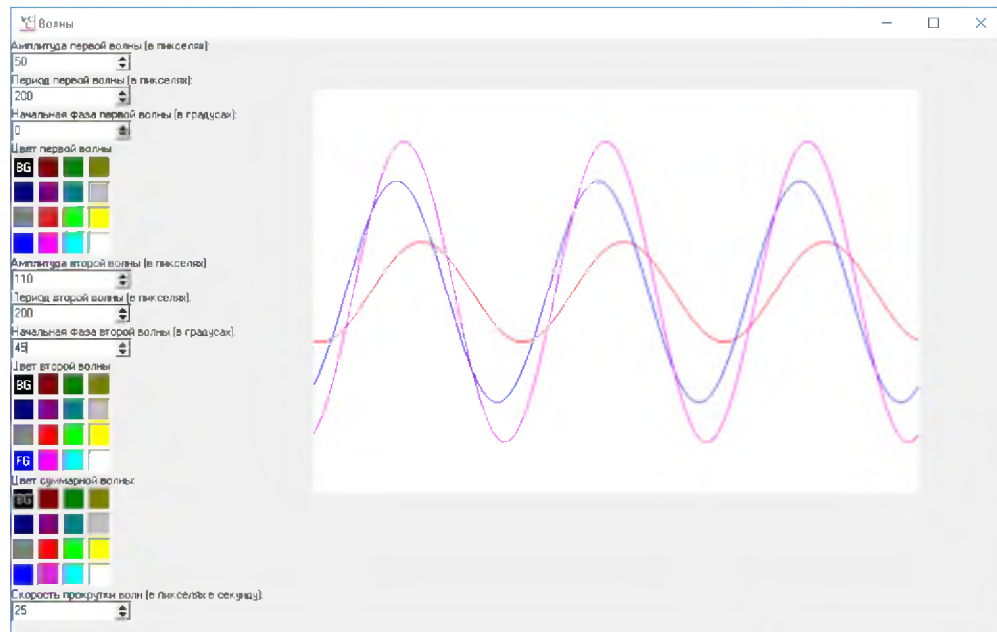 Волны
Амплитуда первой волны (в пикселях):
50
Период первой волны (в пикселях):
200
Начальная фаза первой волны (в градусах):
0
Цвет первой волны
BG
Амплитуда второй волны (в пикселях)
110
Период второй волны (в пикселях):
200
Начальная фаза второй волны (в градусах):
45
Цвет второй волны
BG
FG
Цвет суммарной волны:
BG
Скорость прокрутки волн (в пикселях в секунду):
25